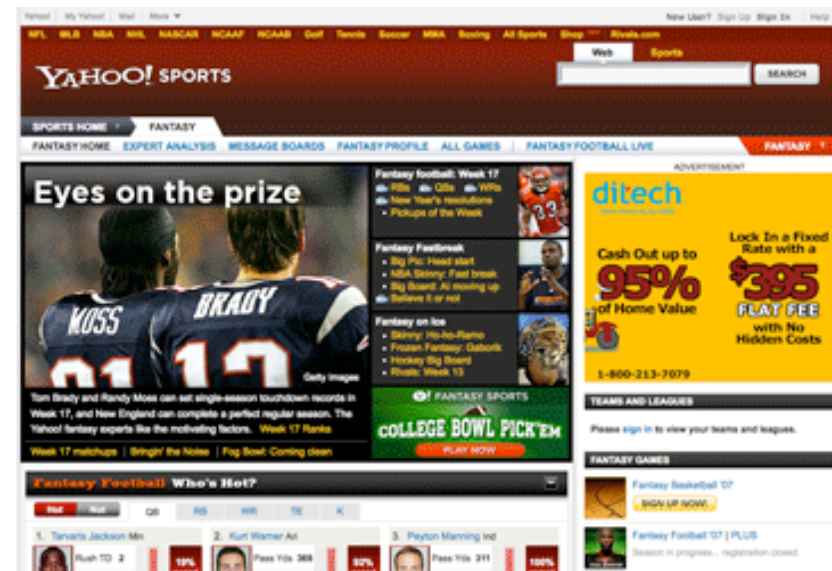 Yahoo! My Yahoo! Mail More
New User? Sign Up Sign In Help
NFL MLB NBA NHL NASCAR NCAAF NCAAB Golf Tennis Soccer MMA Boxing All Sports Shop Rivals.com
Web Sports
YAHOO! SPORTS
SEARCH
SPORTS HOME FANTASY
FANTASY HOME EXPERT ANALYSIS MESSAGE BOARDS FANTASY PROFILE ALL GAMES FANTASY FOOTBALL LIVE FANTASY
Eyes on the prize
MOSS
BRADY
81 12
Getty Images
Tom Brady and Randy Moss can set single-season touchdown records in
Week 17, and New England can complete a perfect regular season. The
Yahoo! fantasy experts like the motivating factors. Week 17 Ranks
Week 17 matchups Bringin' the Noise Fog Bowl: Coming clean
Fantasy football: Week 17
RBs QBs WRs
New Year's resolutions
Pickups of the Week
33
Fantasy Fastbreak
Big Pic: Head start
NBA Skinny: Fast break
Big Board: Al moving up
Believe it or not
Fantasy on Ice
Skinny: Ho-ho-Ramo
Frozen Fantasy: Gaborik
Hockey Big Board
Rivals: Week 13
Y! FANTASY SPORTS
COLLEGE BOWL PICK'EM
PLAY NOW
ADVERTISEMENT
ditech
Cash Out up to
95%
of Home Value
1-800-213-7079
Lock In a Fixed
Rate with a
$395
FLAT FEE
with No
Hidden Costs
TEAMS AND LEAGUES
Please sign in to view your teams and leagues.
FANTASY GAMES
Fantasy Basketball '07
SIGN UP NOW!
Fantasy Football '07 | PLUS
Season in progress... registration closed.
Fantasy Football Who's Hot?
Hot Not QB RB WR TE K
1. Tarvaris Jackson Min
Rush TD 2
19%
2. Kurt Warner Ari
Pass Yds 369
92%
3. Peyton Manning Ind
Pass Yds 311
100%